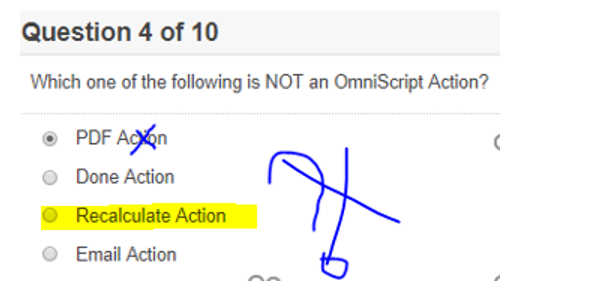 Question 4 of 10
Which one of the following is NOT an OmniScript Action?
PDF Action
Done Action
Recalculate Action
Email Action